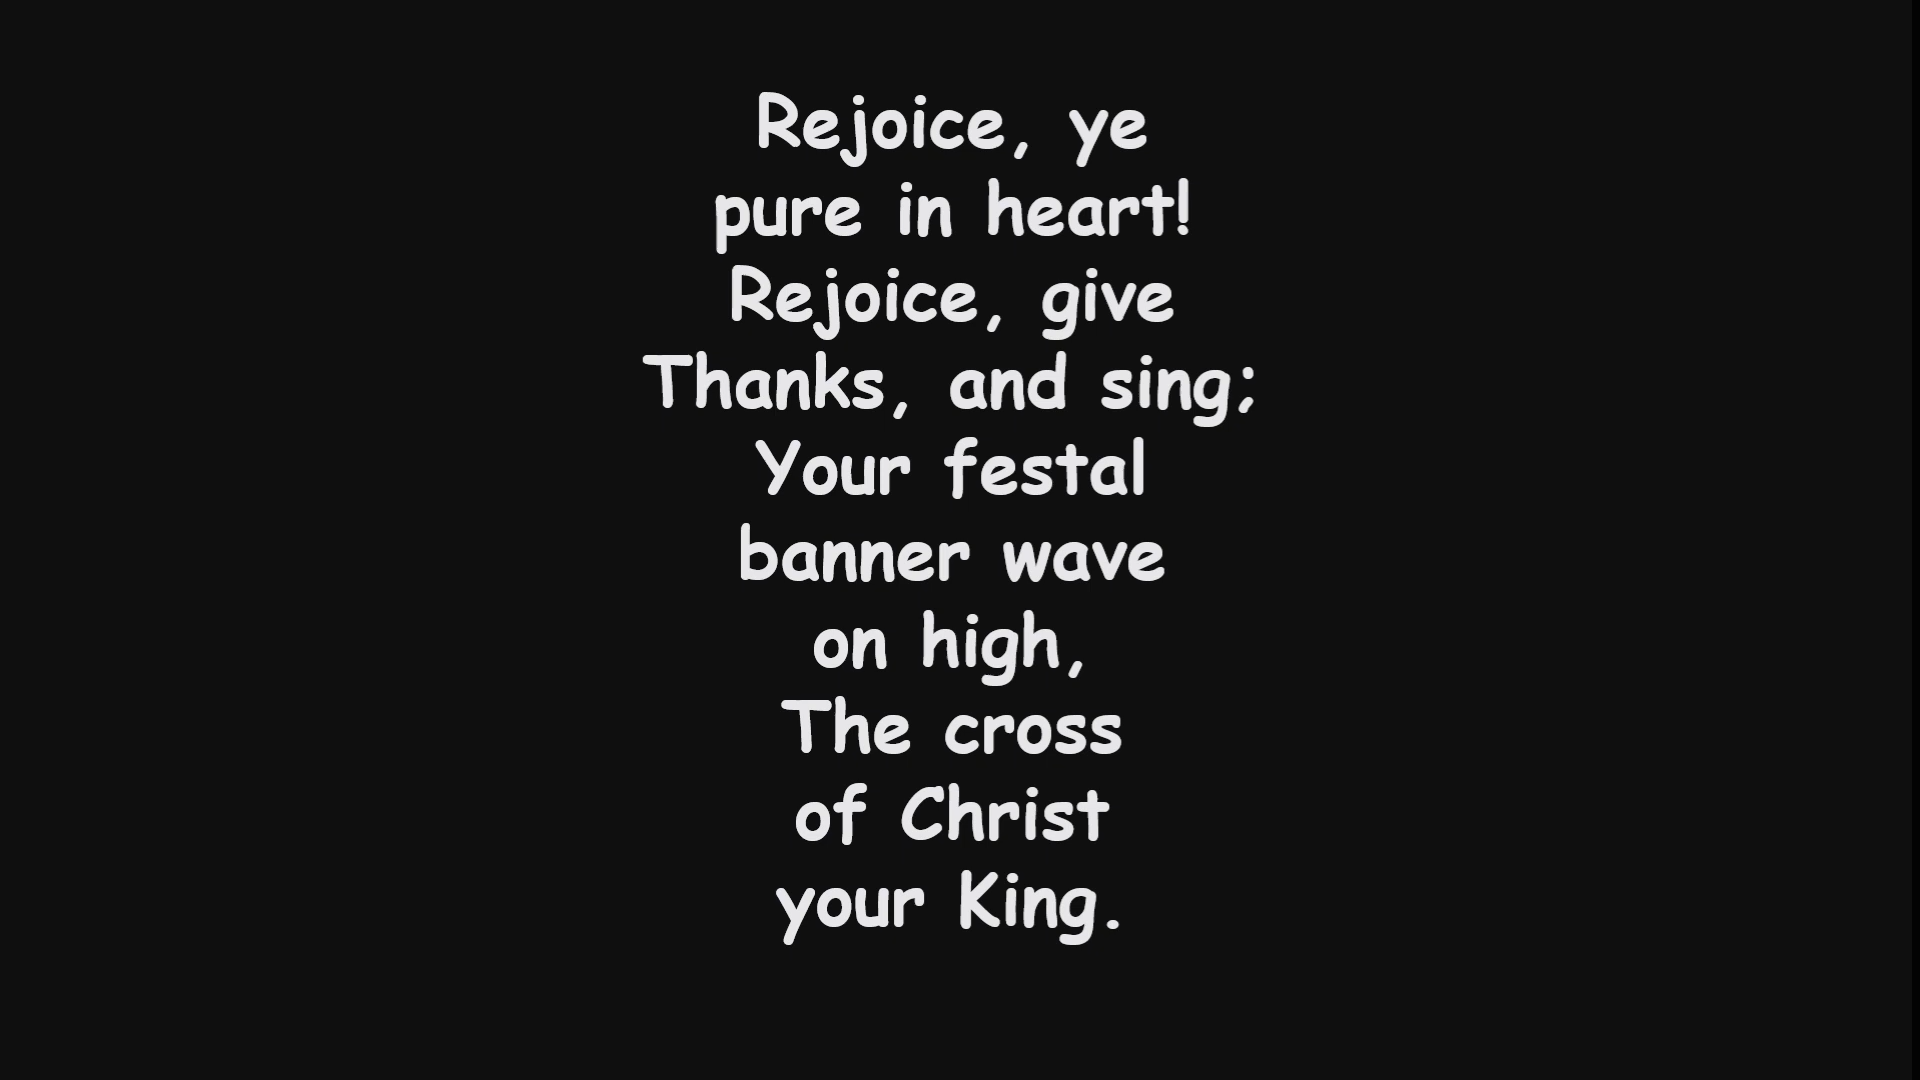 Rejoice, ye
pure in heart!
Rejoice, give
Thanks, and sing;
Your festal
banner wave
on high,
The cross
of Christ
your King.